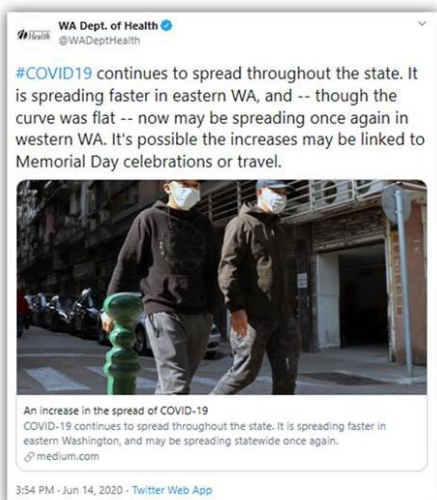 WA Dept. of Health
Health
@WADeptHealth
#COVID19 continues to spread throughout the state. It
is spreading faster in eastern WA, and -- though the
curve was flat -- now may be spreading once again in
western WA. It's possible the increases may be linked to
Memorial Day celebrations or travel.
An increase in the spread of COVID-19
COVID-19 continues to spread throughout the state. It is spreading faster in
eastern Washington, and may be spreading statewide once again.
medium.com
3:54 PM · Jun 14, 2020 · Twitter Web App